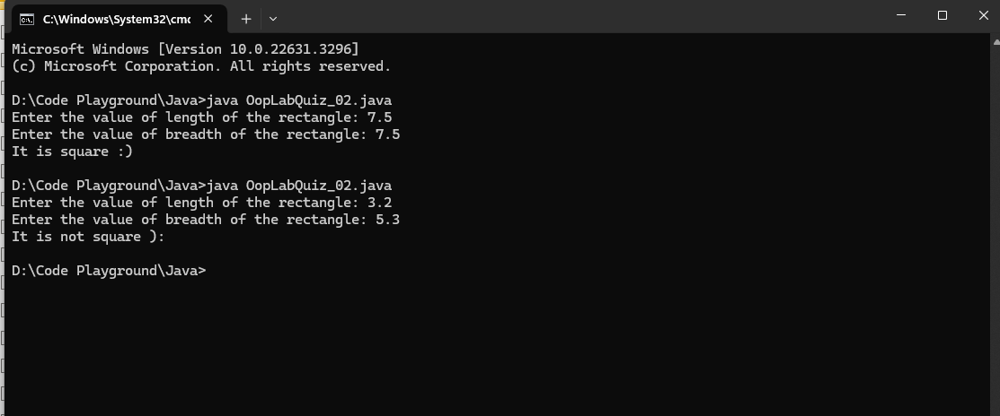 C:\Windows\System32\cmc
Microsoft Windows [Version 10.0.22631.3296]
(c) Microsoft Corporation. All rights reserved.
D:\Code Playground\Java>java OopLabQuiz_02.java
Enter the value of length of the rectangle: 7.5
Enter the value of breadth of the rectangle: 7.5
It is square :)
D:\Code Playground\Java>java OopLabQuiz_02.java
Enter the value of length of the rectangle: 3.2
Enter the value of breadth of the rectangle: 5.3
It is not square ):
D:\Code Playground\Java>